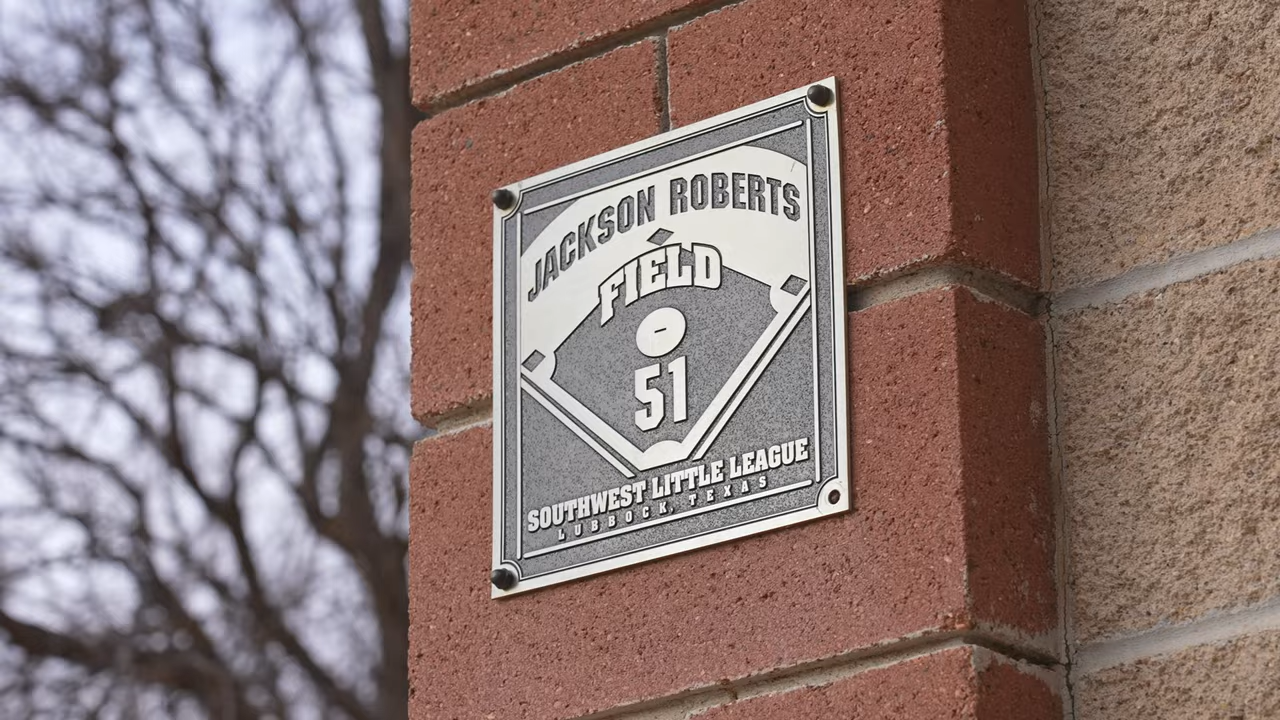 JACKSON ROBERTS
FIELD
51
SOUTHWEST LITTLE LEAGUE
LUBBOCK, TEXAS